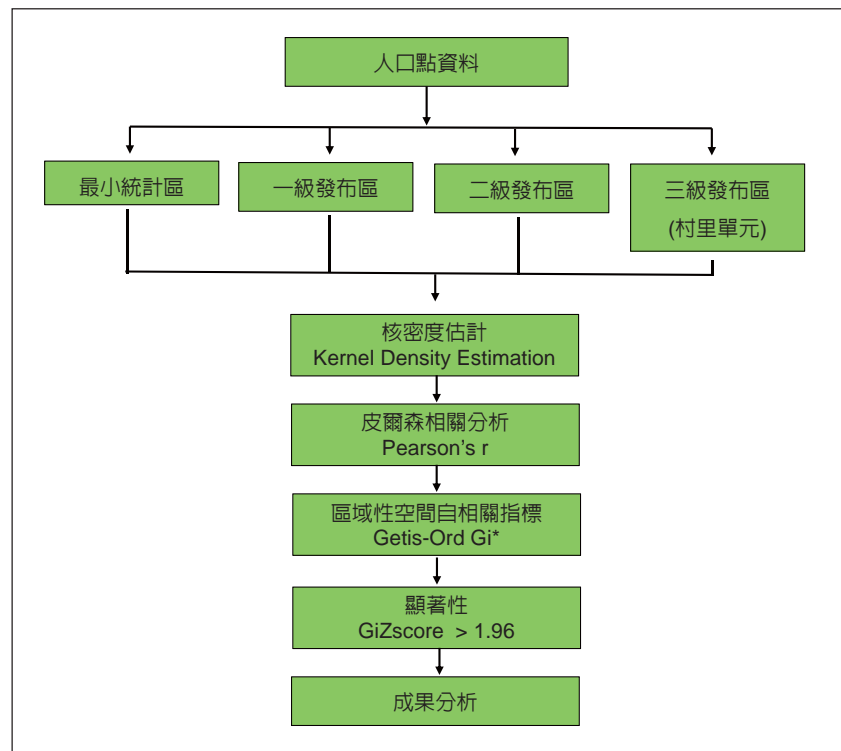 人口點資料
最小統計區
一級發布區
二級發布區
三級發布區
(村里單元)
核密度估計
Kernel Density Estimation
皮爾森相關分析
Pearson’s r
區域性空間自相關指標
Getis-Ord Gi*
顯著性
GiZscore > 1.96
成果分析